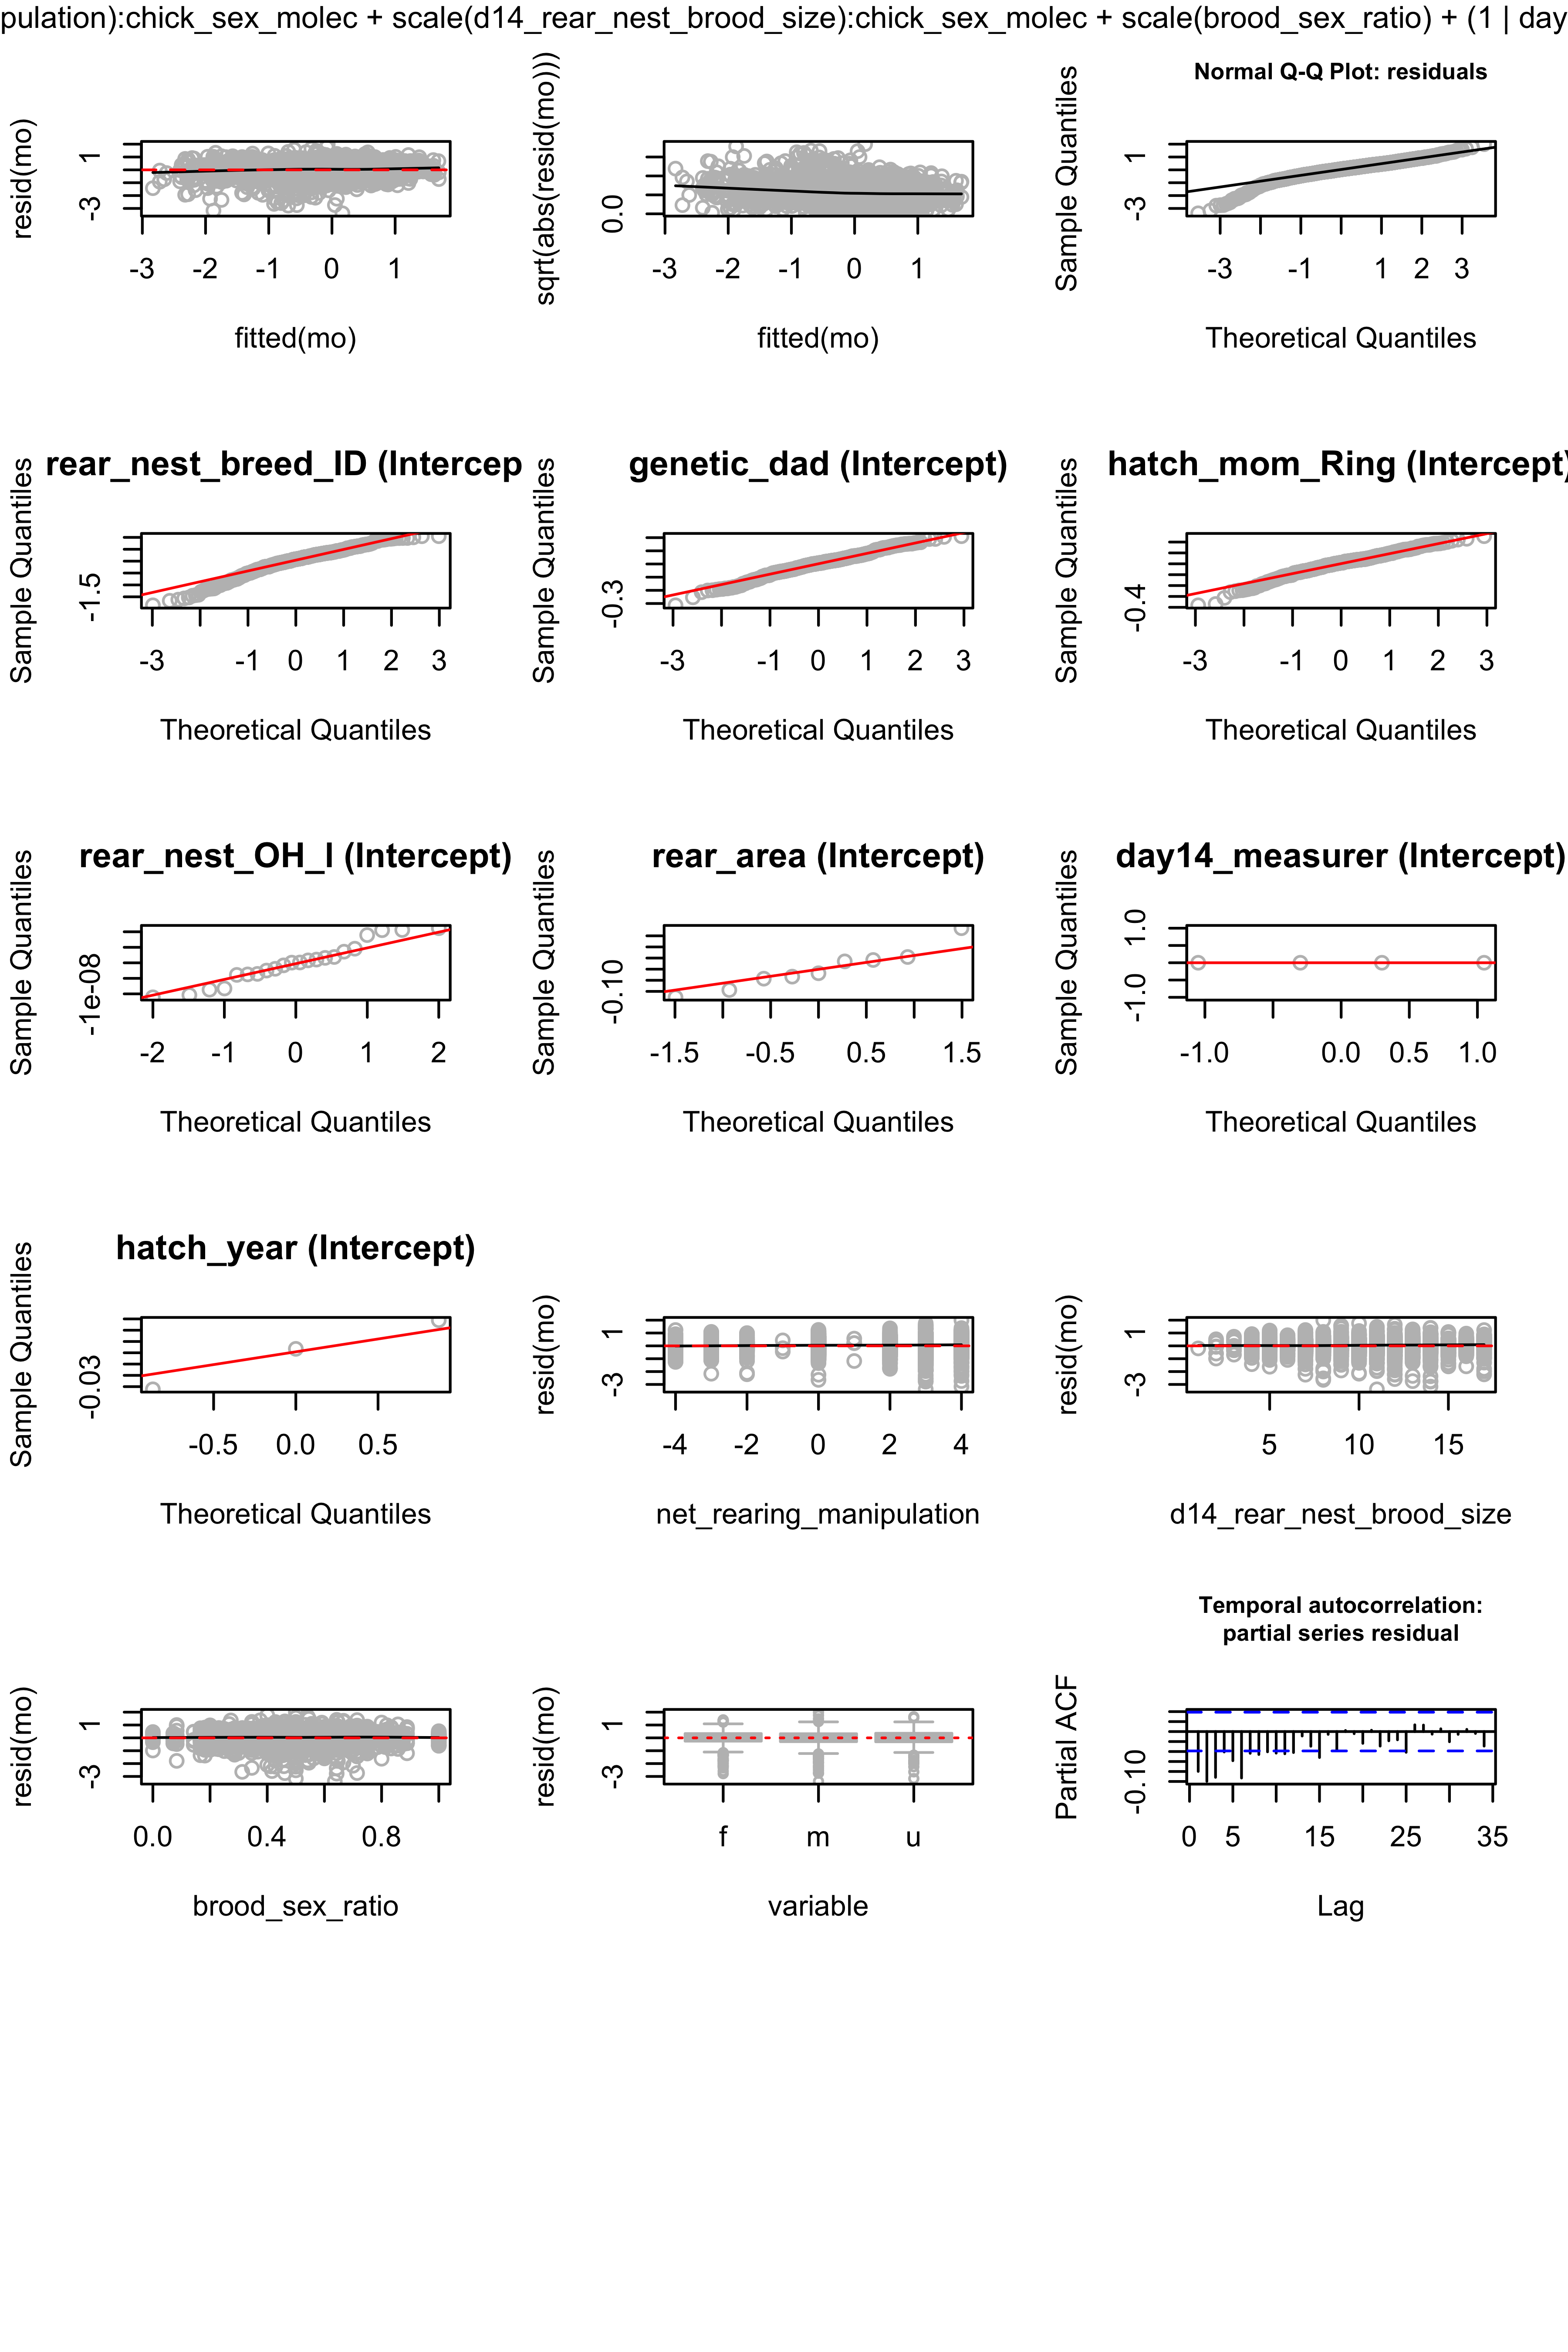 pulation):chick_sex_molec + scale(d14_rear_nest_brood_size):chick_sex_molec + scale(brood_sex_ratio) + (1 | day
resid(mo)
1
-3
-3 -2 -1 0 1
fitted(mo)
sqrt(abs(resid(mo)))
0.0
-3 -2 -1 0 1
fitted(mo)
Normal Q-Q Plot: residuals
Sample Quantiles
1
-3
-3 -1 1 2 3
Theoretical Quantiles
rear_nest_breed_ID (Intercep
Sample Quantiles
-1.5
-3 -1 0 1 2 3
Theoretical Quantiles
genetic_dad (Intercept)
Sample Quantiles
-0.3
-3 -1 0 1 2 3
Theoretical Quantiles
hatch_mom_Ring (Intercept)
Sample Quantiles
-0.4
-3 -1 0 1 2 3
Theoretical Quantiles
rear_nest_OH_l (Intercept)
Sample Quantiles
-1e-08
-2 -1 0 1 2
Theoretical Quantiles
rear_area (Intercept)
Sample Quantiles
-0.10
-1.5 -0.5 0.5 1.5
Theoretical Quantiles
day14_measurer (Intercept)
Sample Quantiles
1.0
-1.0
-1.0 0.0 0.5 1.0
Theoretical Quantiles
hatch_year (Intercept)
Sample Quantiles
-0.03
-0.5 0.0 0.5
Theoretical Quantiles
resid(mo)
1
-3
-4 -2 0 2 4
net_rearing_manipulation
resid(mo)
1
-3
5 10 15
d14_rear_nest_brood_size
resid(mo)
1
-3
0.0 0.4 0.8
brood_sex_ratio
resid(mo)
1
-3
f m u
variable
Temporal autocorrelation:
partial series residual
Partial ACF
-0.10
0 5 15 25 35
Lag